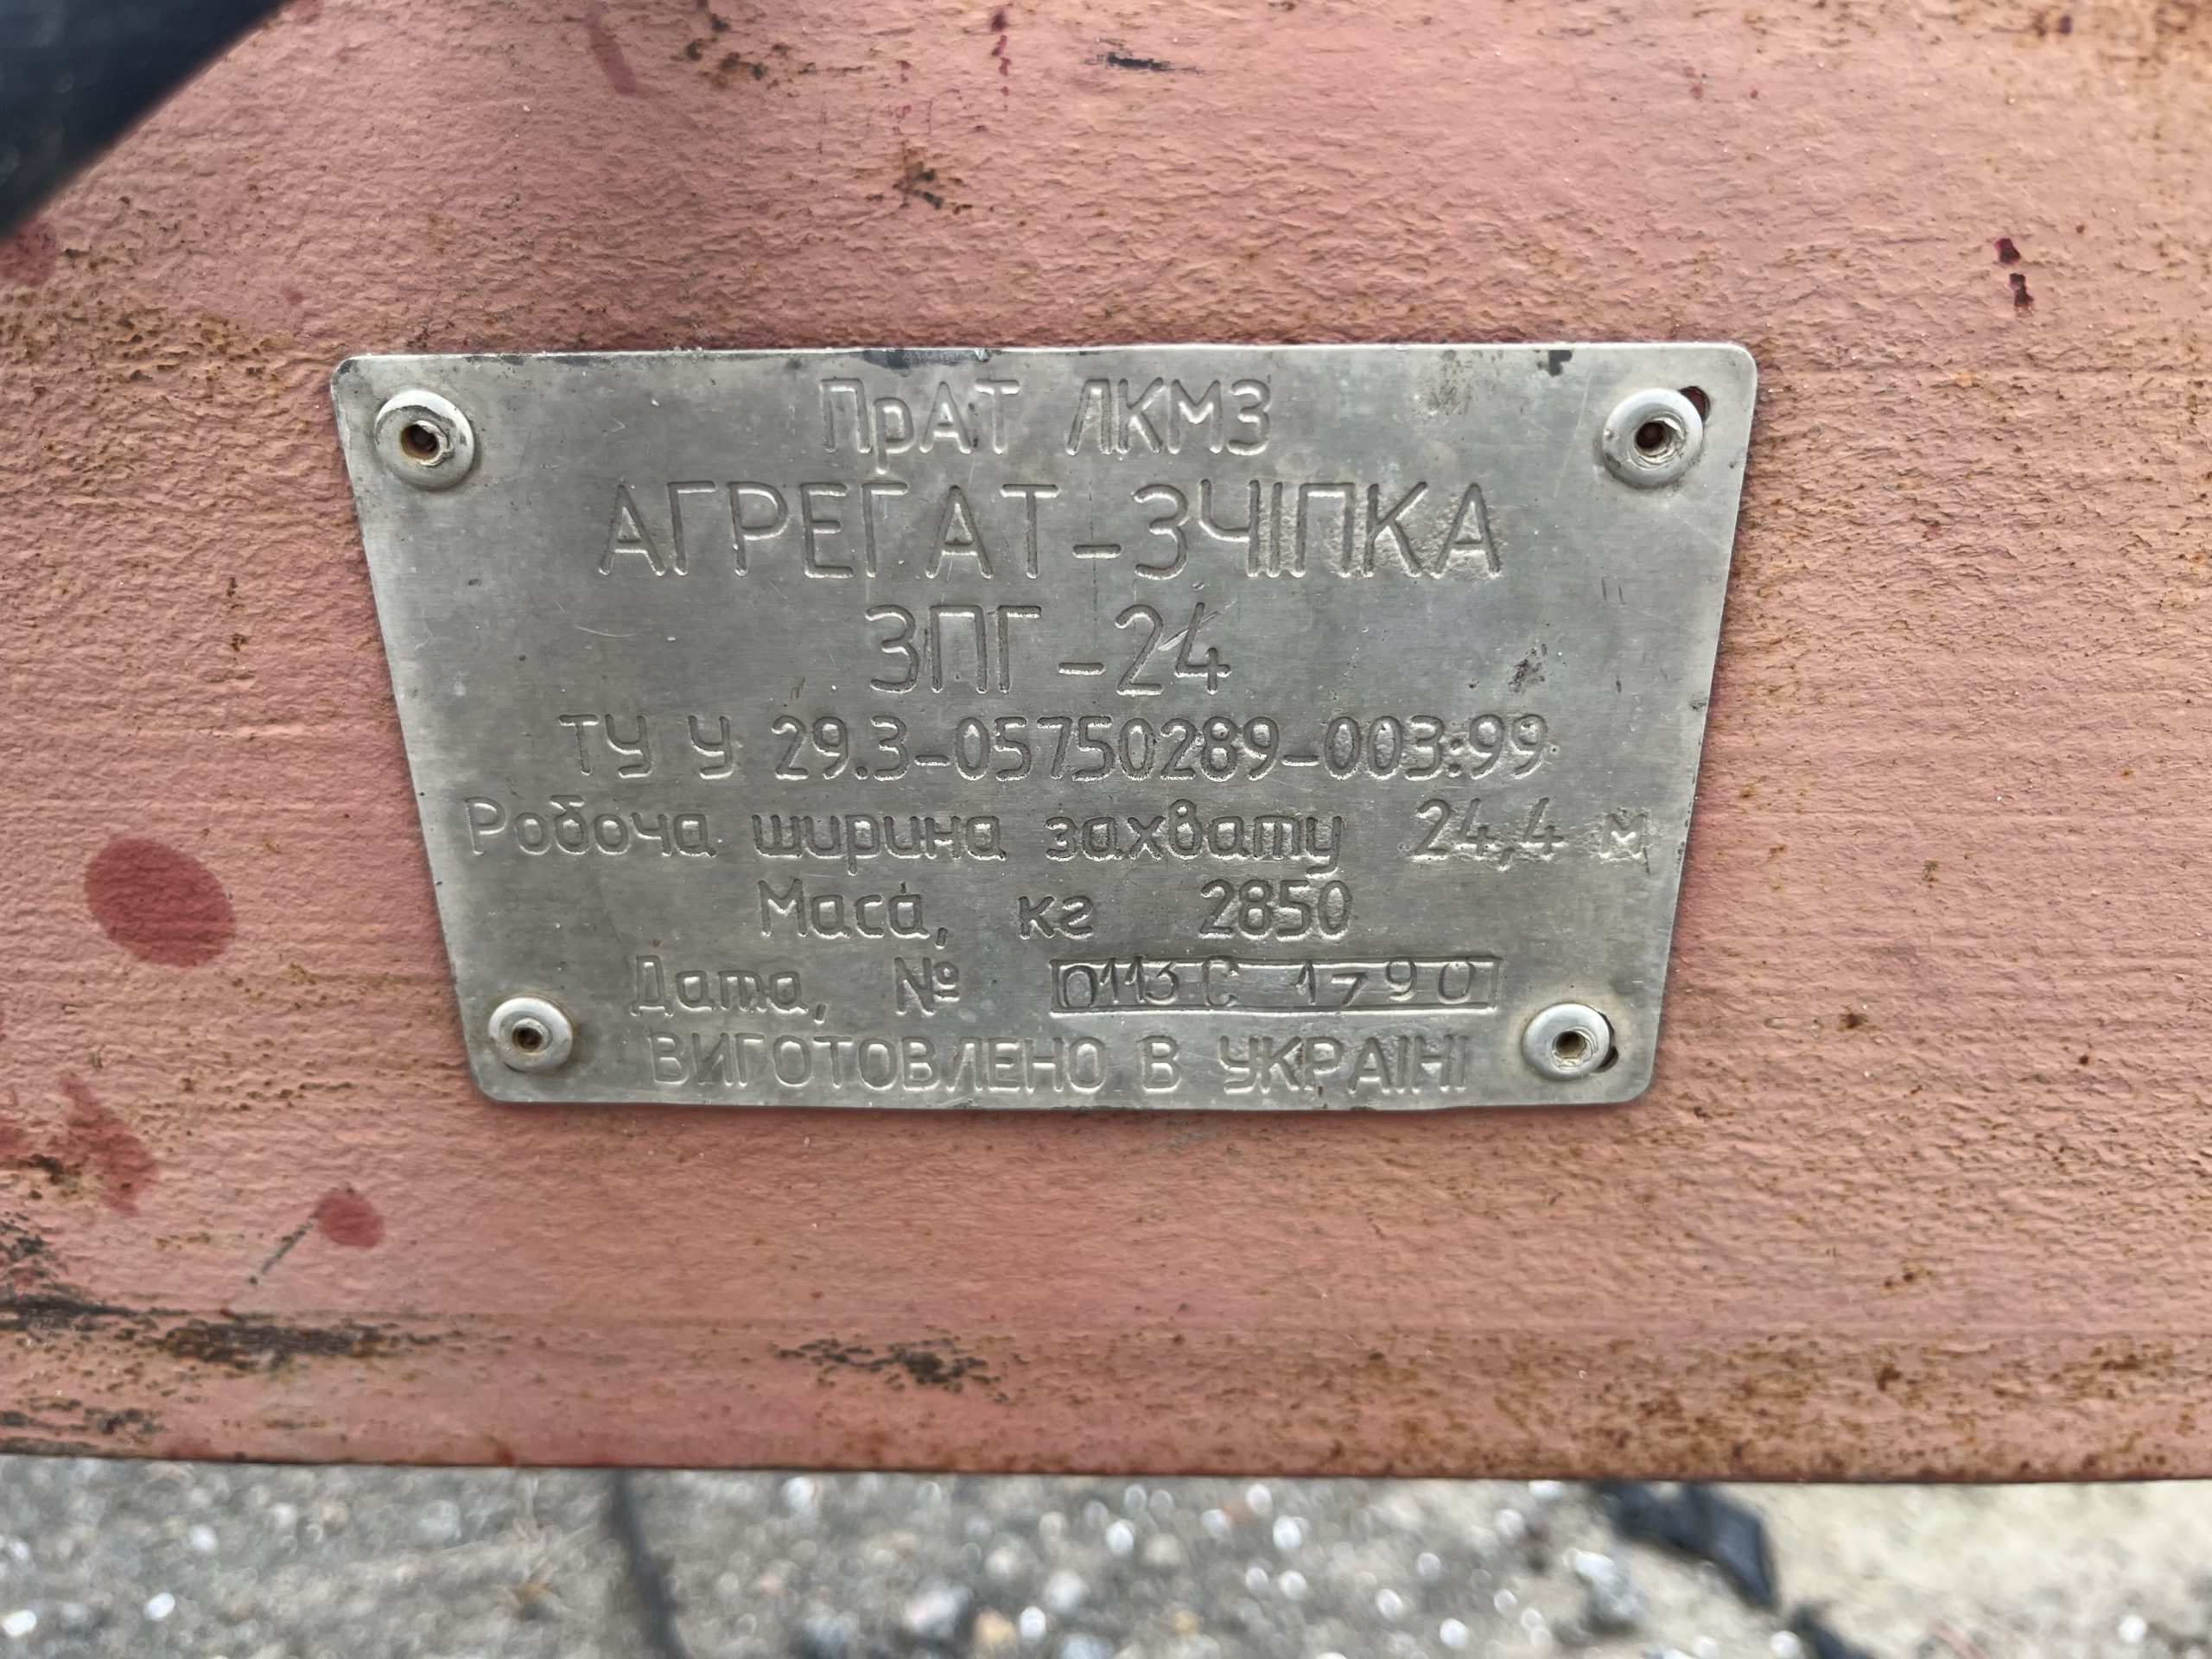 ПрАТ ЛКМЗ
АГРЕГАТ-ЗЧІПКА
ЗПГ-24
ТУ У 29.3-05750289-003:99
Робоча ширина захвату 24,4 м
Маса, кг 2850
Дата, № 0113 С 1790
ВИГОТОВЛЕНО В УКРАІНІ